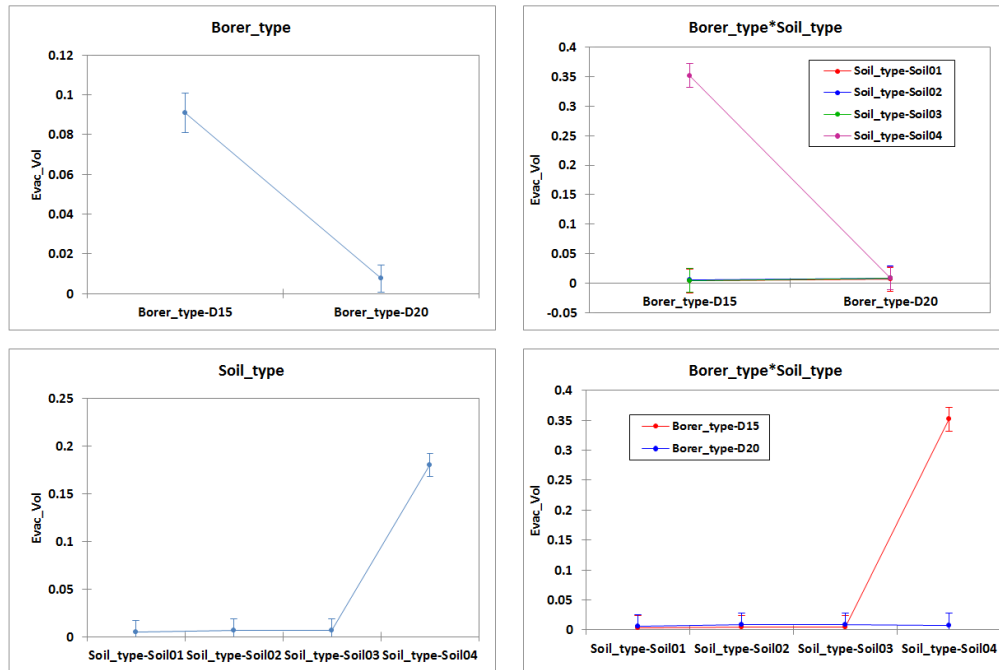 Borer_type
0.12
0.1
0.08
0.06
0.04
0.02
0
Evac_Vol
Borer_type-D15 Borer_type-D20
Borer_type*Soil_type
0.4
0.35
0.3
0.25
0.2
0.15
0.1
0.05
0
-0.05
Evac_Vol
Soil_type-Soil01
Soil_type-Soil02
Soil_type-Soil03
Soil_type-Soil04
Borer_type-D15 Borer_type-D20
Soil_type
0.25
0.2
0.15
0.1
0.05
0
Evac_Vol
Soil_type-Soil01 Soil_type-Soil02 Soil_type-Soil03 Soil_type-Soil04
Borer_type*Soil_type
0.4
0.35
0.3
0.25
0.2
0.15
0.1
0.05
0
Evac_Vol
Borer_type-D15
Borer_type-D20
Soil_type-Soil01 Soil_type-Soil02 Soil_type-Soil03 Soil_type-Soil04